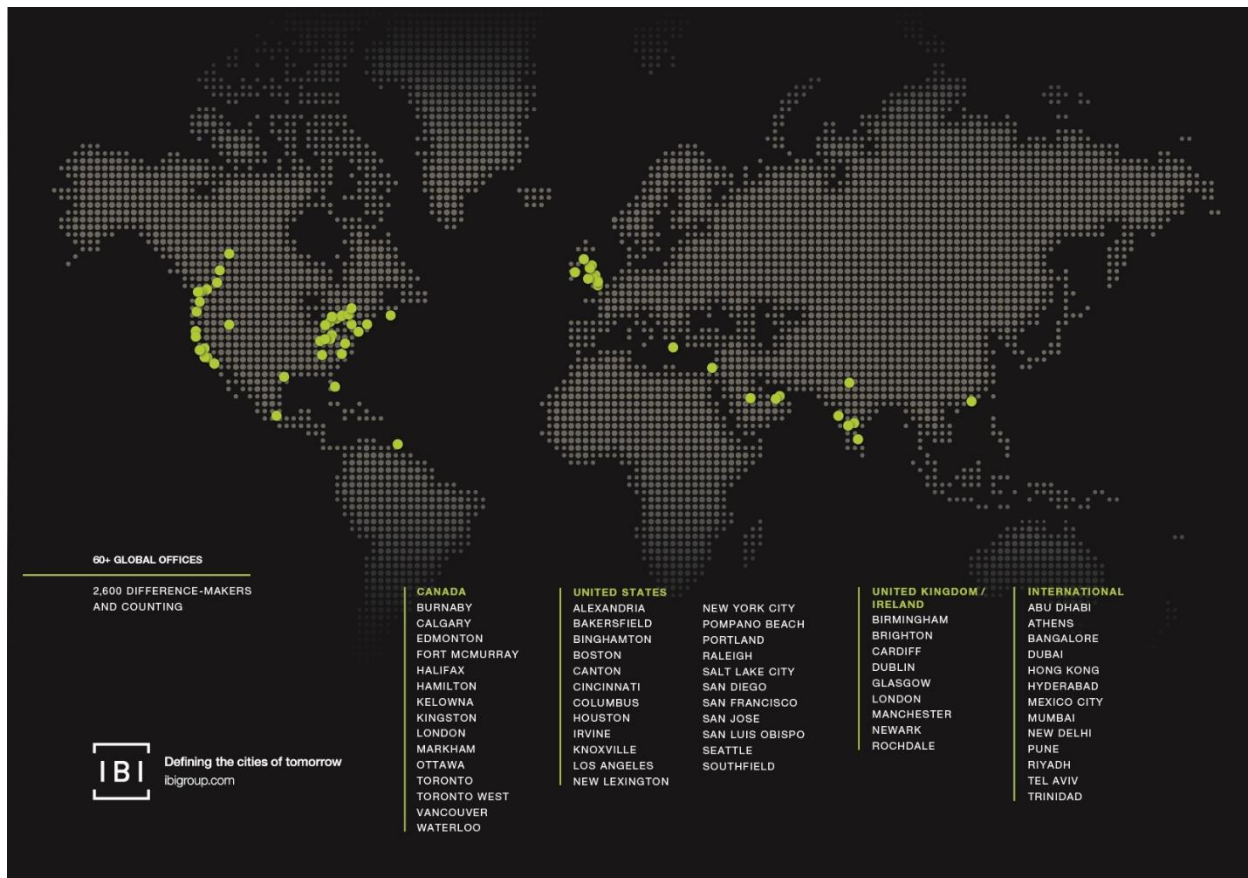 60+ GLOBAL OFFICES
2,600 DIFFERENCE-MAKERS
AND COUNTING
IBI
Defining the cities of tomorrow
ibigroup.com
CANADA
BURNABY
CALGARY
EDMONTON
FORT MCMURRAY
HALIFAX
HAMILTON
KELOWNA
KINGSTON
LONDON
MARKHAM
OTTAWA
TORONTO
TORONTO WEST
VANCOUVER
WATERLOO
UNITED STATES
ALEXANDRIA
BAKERSFIELD
BINGHAMTON
BOSTON
CANTON
CINCINNATI
COLUMBUS
HOUSTON
IRVINE
KNOXVILLE
LOS ANGELES
NEW LEXINGTON
NEW YORK CITY
POMPANO BEACH
PORTLAND
RALEIGH
SALT LAKE CITY
SAN DIEGO
SAN FRANCISCO
SAN JOSE
SAN LUIS OBISPO
SEATTLE
SOUTHFIELD
UNITED KINGDOM /
IRELAND
BIRMINGHAM
BRIGHTON
CARDIFF
DUBLIN
GLASGOW
LONDON
MANCHESTER
NEWARK
ROCHDALE
INTERNATIONAL
ABU DHABI
ATHENS
BANGALORE
DUBAI
HONG KONG
HYDERABAD
MEXICO CITY
MUMBAI
NEW DELHI
PUNE
RIYADH
TEL AVIV
TRINIDAD